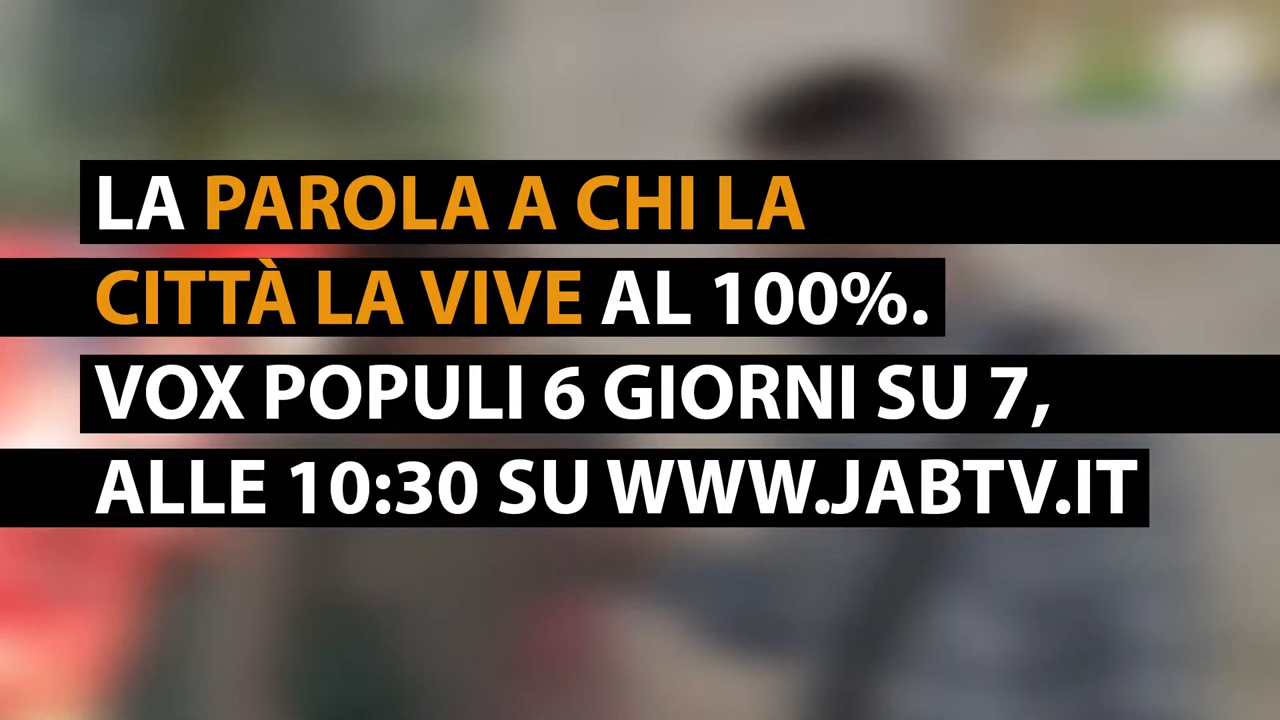 LA PAROLA A CHI LA
CITTÀ LA VIVE AL 100%.
VOX POPULI 6 GIORNI SU 7,
ALLE 10:30 SU WWW.JABTV.IT